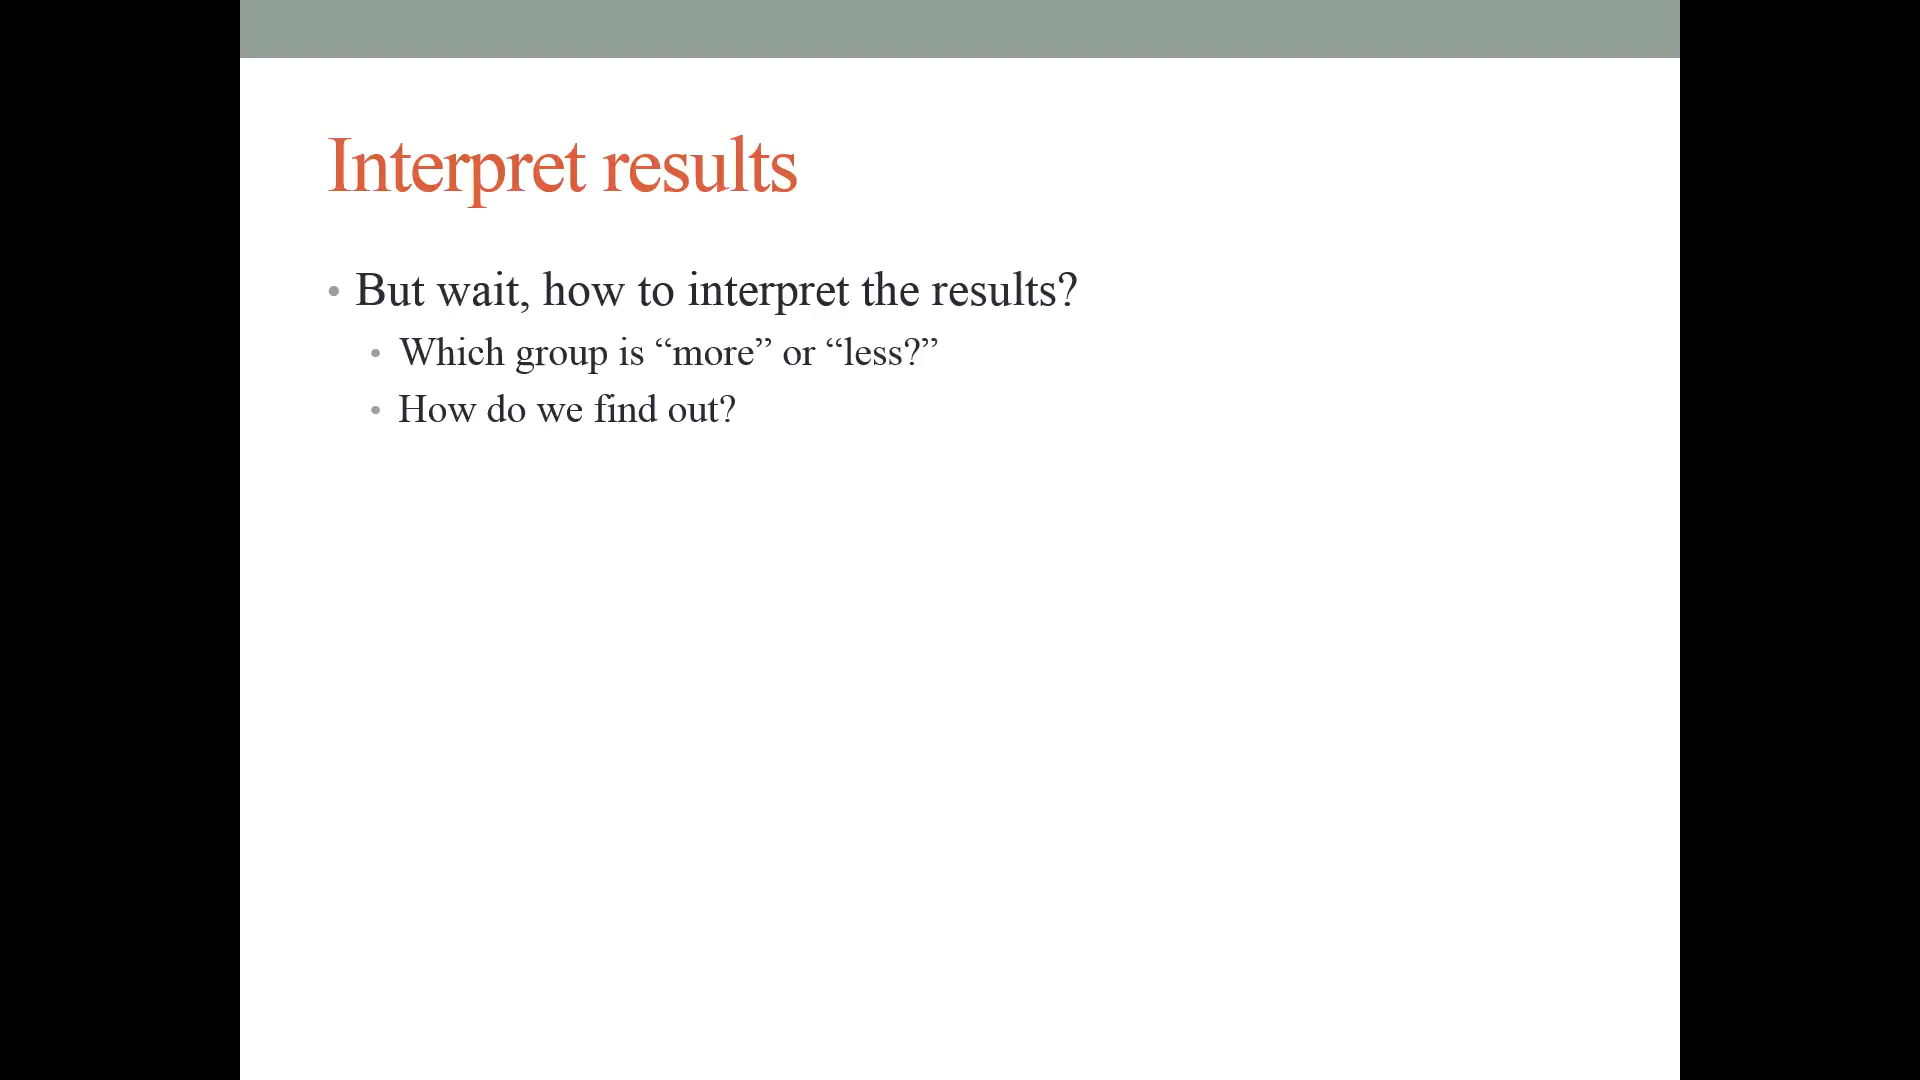 Interpret results
• But wait, how to interpret the results?
• Which group is “more” or “less?”
• How do we find out?